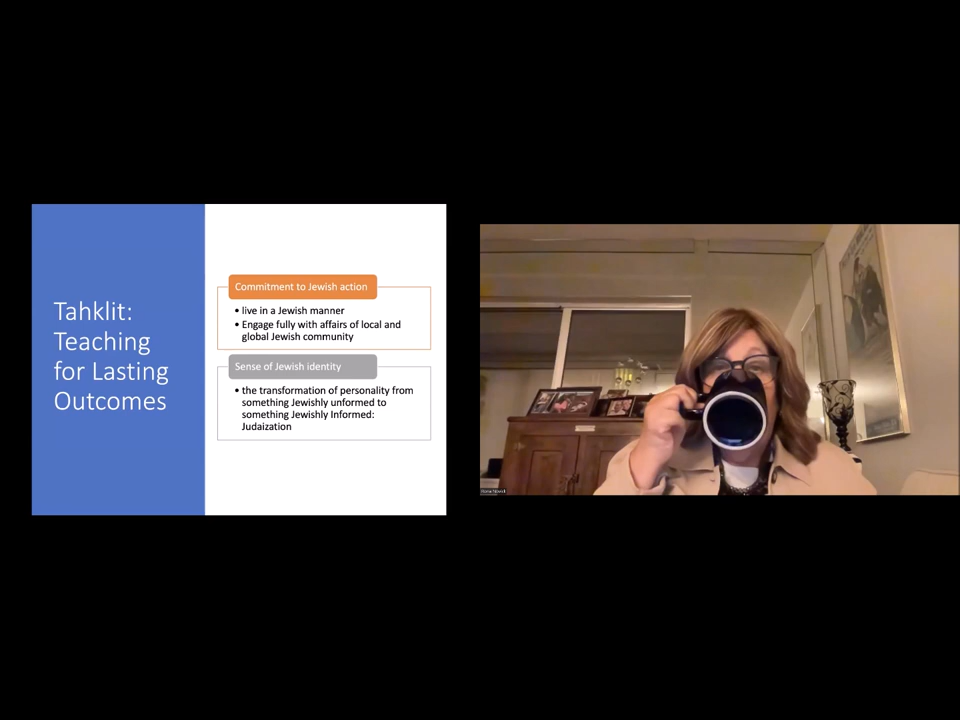 Tahklit:
Teaching
for Lasting
Outcomes
Commitment to Jewish action
• live in a Jewish manner
• Engage fully with affairs of local and
global Jewish community
Sense of Jewish identity
• the transformation of personality from
something Jewishly unformed to
something Jewishly Informed:
Judaization